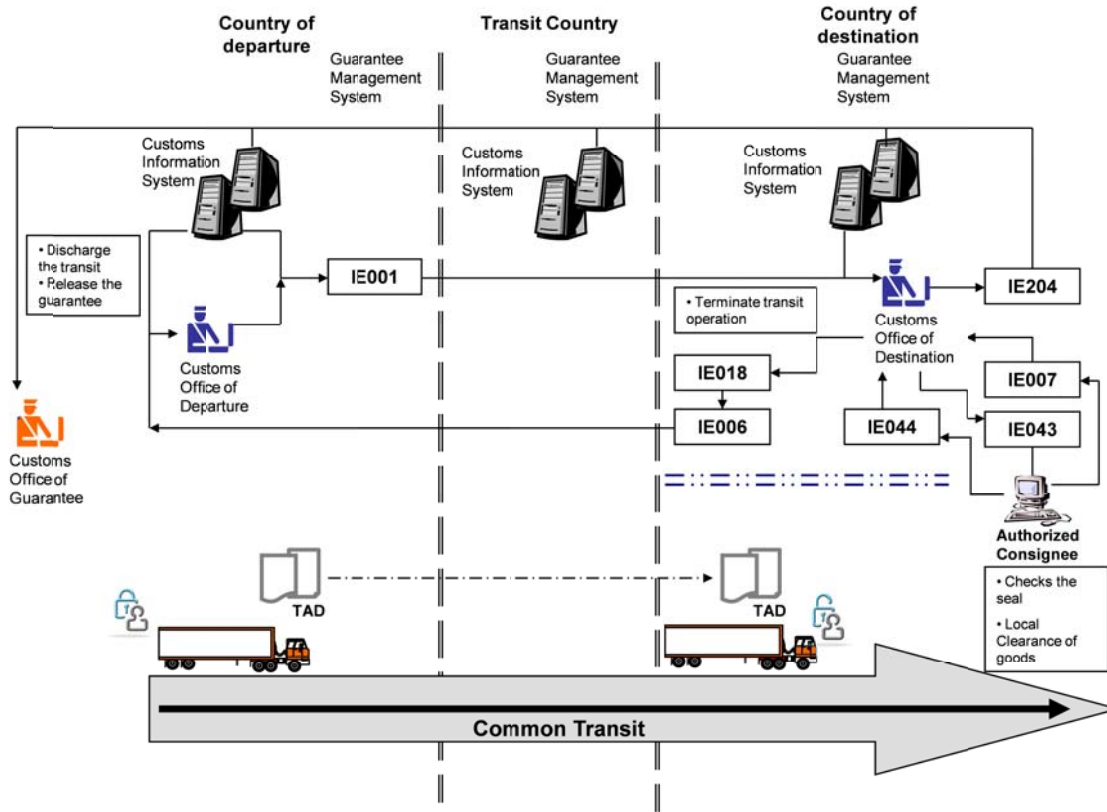 Country of
departure
Transit Country
Country of
destination
Guarantee
Management
System
Guarantee
Management
System
Guarantee
Management
System
Customs
Information
System
Customs
Information
System
Customs
Information
System
• Discharge
the transit
• Release the
guarantee
IE001
IE204
• Terminate transit
operation
Customs
Office of
Departure
Customs
Office of
Destination
IE018
IE007
IE006
IE044
IE043
Customs
Office of
Guarantee
Authorized
Consignee
• Checks the
seal
• Local
Clearance of
goods
TAD
TAD
Common Transit